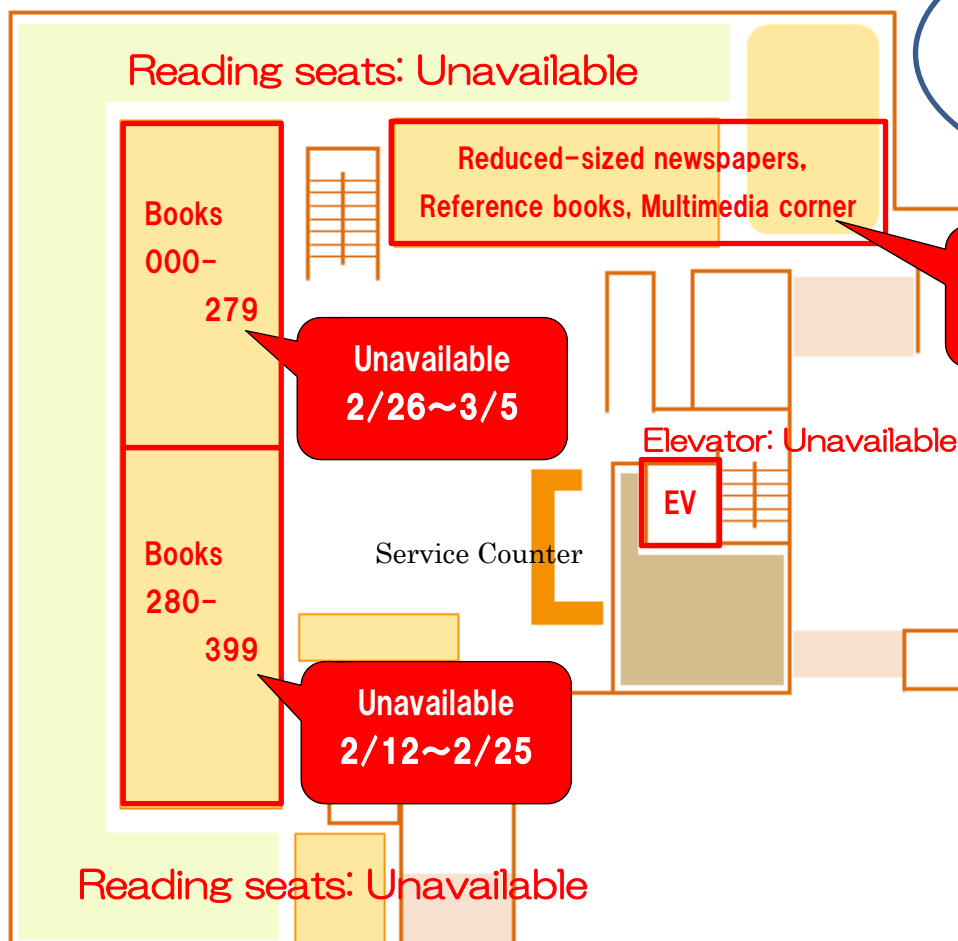 Reading seats: Unavailable
Reduced-sized newspapers,
Reference books, Multimedia corner
Books
000-
279
Unavailable
2/26～3/5
Elevator: Unavailable
EV
Service Counter
Books
280-
399
Unavailable
2/12～2/25
Reading seats: Unavailable